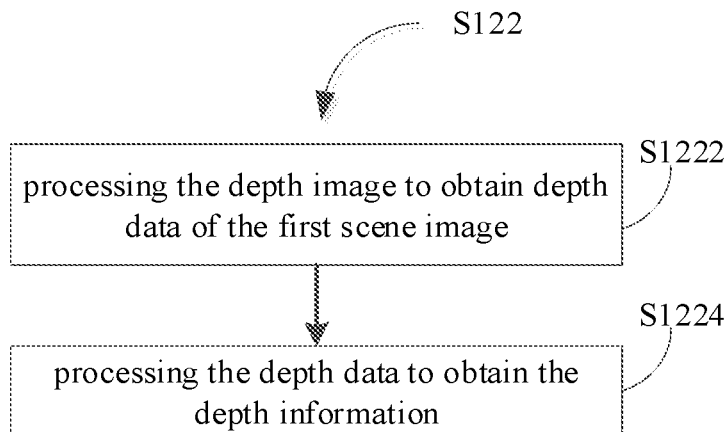 S122
S1222
processing the depth image to obtain depth
data of the first scene image
S1224
processing the depth data to obtain the
depth information